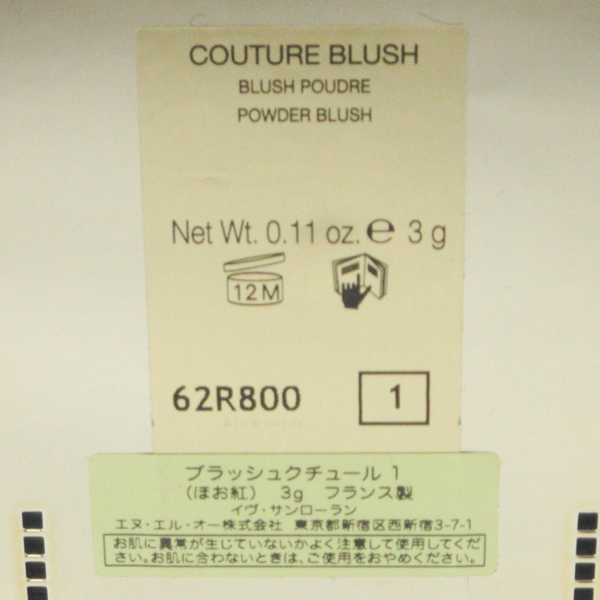 COUTURE BLUSH
BLUSH POUDRE
POWDER BLUSH
Net Wt. 0.11 oz. ℮ 3 g
12M
62R800 1
ブラッシュクチュール 1
（ほお紅） 3g フランス製
イヴ・サンローラン
エヌ・エル・オー株式会社 東京都新宿区西新宿3-7-1
お肌に異常が生じていないかよく注意して使用してくだ
さい。お肌に合わないときは、ご使用をおやめください。